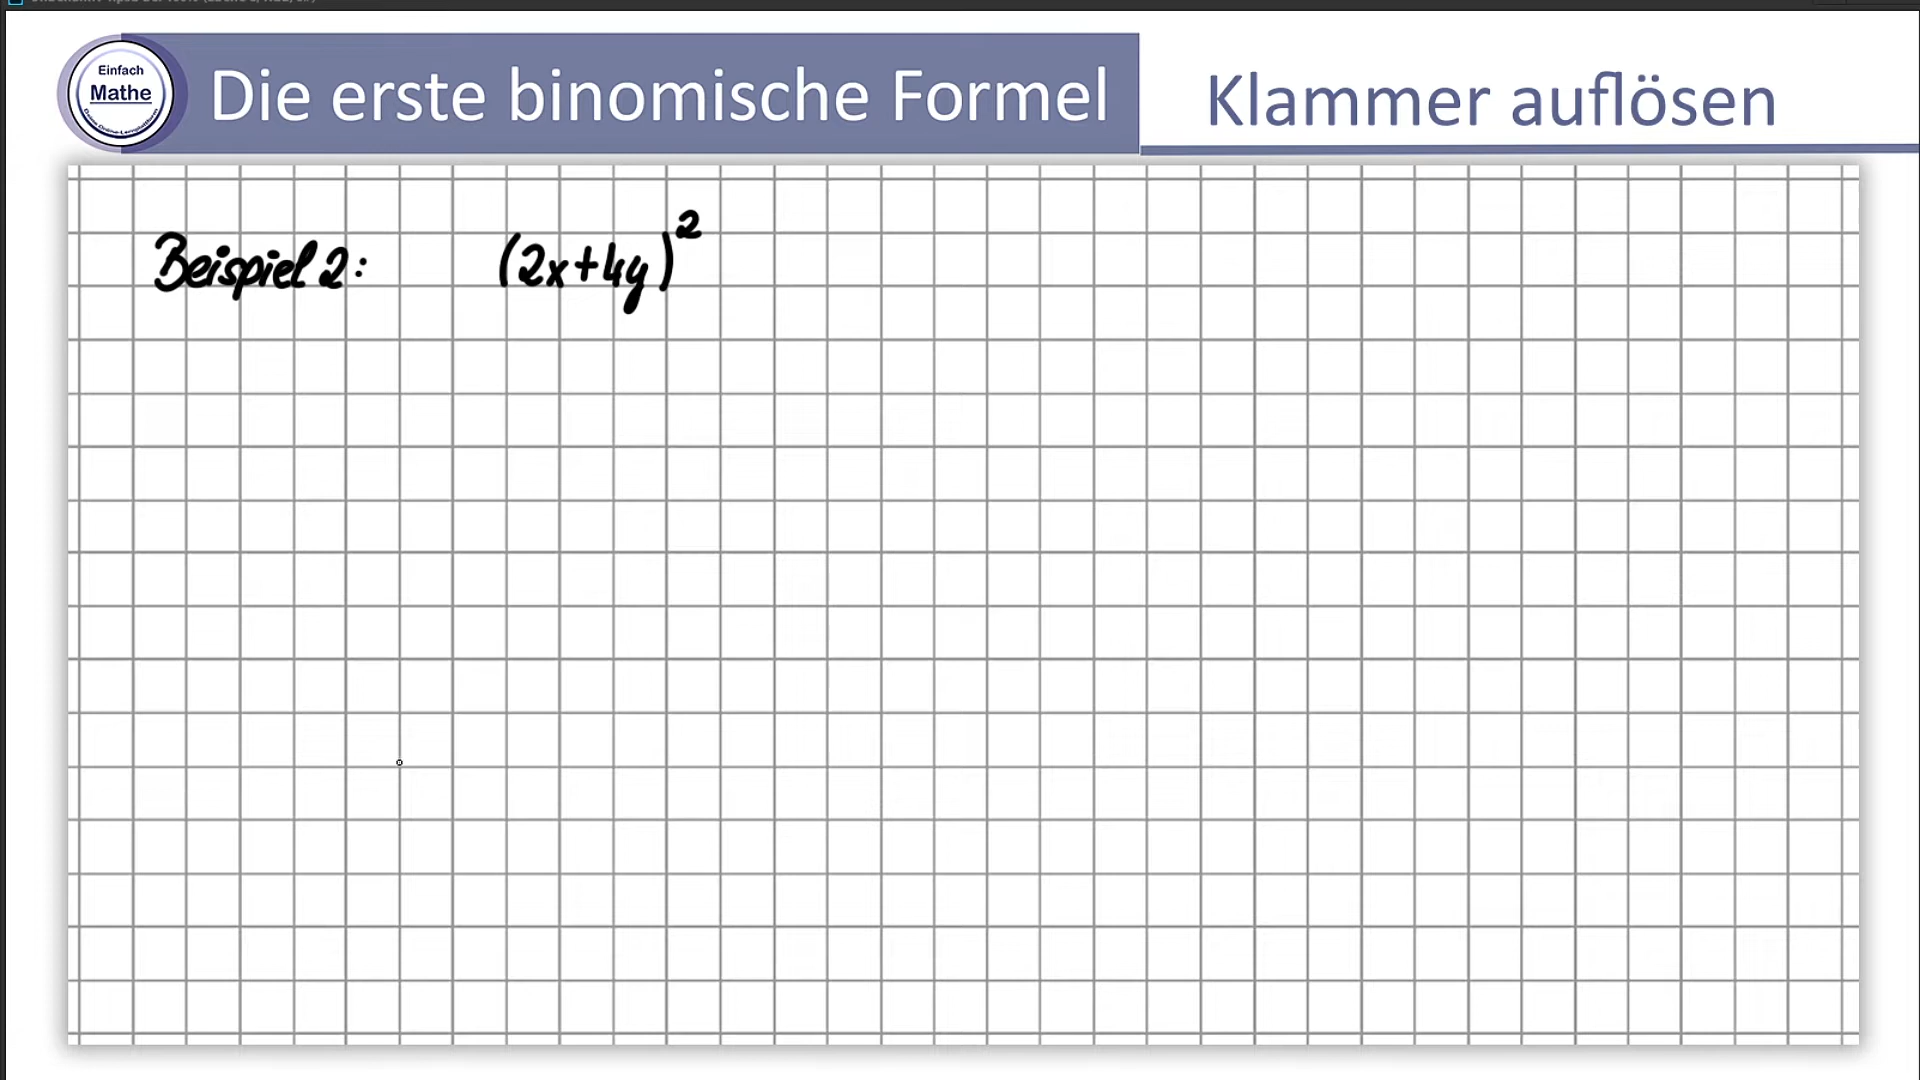 Einfach
Mathe
Die erste binomische Formel
Klammer auflösen
Beispiel 2: (2x+4y)²